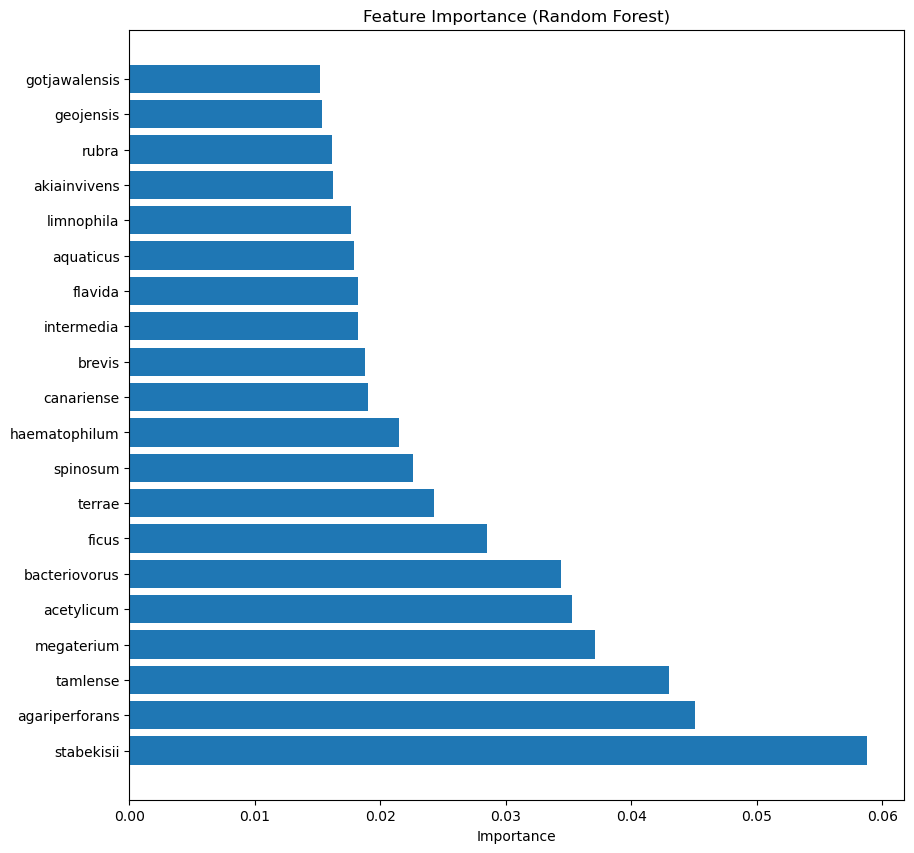 Feature Importance (Random Forest)
gotjawalensis
geojensis
rubra
akiainvivens
limnophila
aquaticus
flavida
intermedia
brevis
canariense
haematophilum
spinosum
terrae
ficus
bacteriovorus
acetylicum
megaterium
tamlense
agariperforans
stabekisii
0.00 0.01 0.02 0.03 0.04 0.05 0.06
Importance